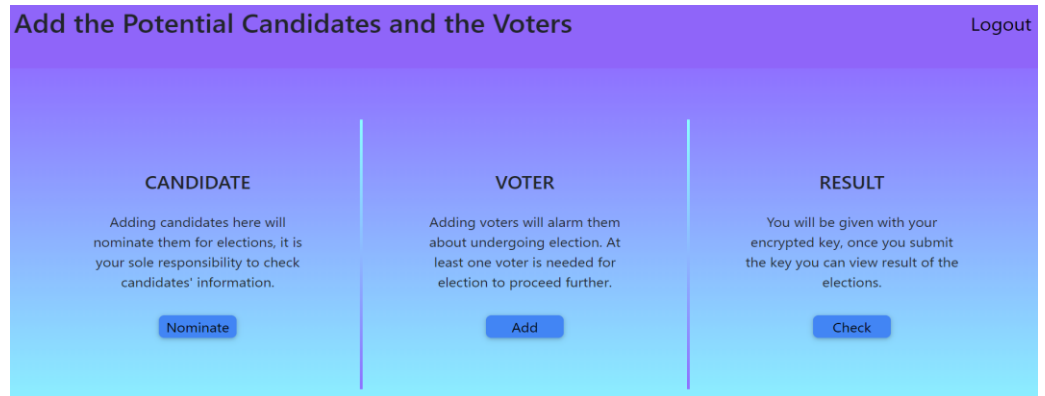 Add the Potential Candidates and the Voters
Logout
CANDIDATE
Adding candidates here will
nominate them for elections, it is
your sole responsibility to check
candidates' information.
Nominate
VOTER
Adding voters will alarm them
about undergoing election. At
least one voter is needed for
election to proceed further.
Add
RESULT
You will be given with your
encrypted key, once you submit
the key you can view result of the
elections.
Check